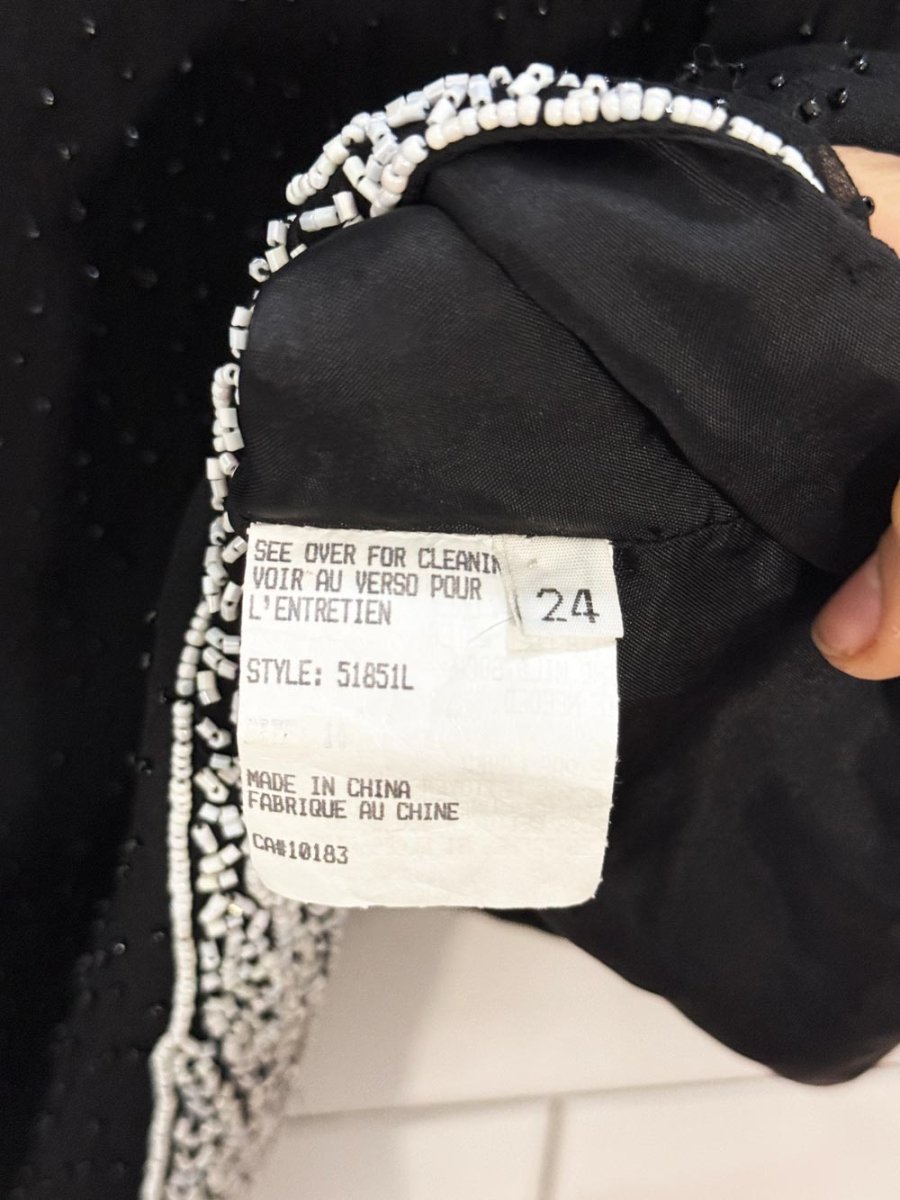 SEE OVER FOR CLEANIN
VOIR AU VERSO POUR
L'ENTRETIEN
24
STYLE: 51851L
MADE IN CHINA
FABRIQUE AU CHINE
CA#10183